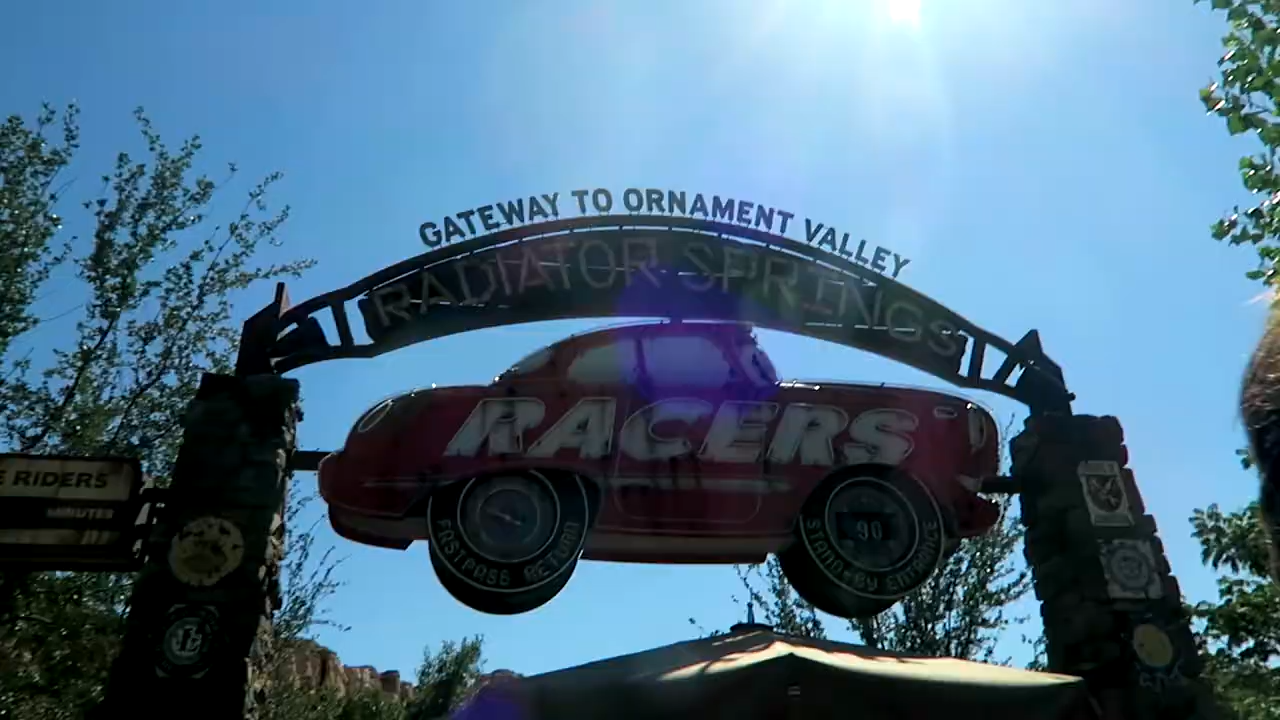 GATEWAY TO ORNAMENT VALLEY
RADIATOR SPRINGS
RACERS
FASTPASS RETURN
90
STAND-BY ENTRANCE
E RIDERS
MINUTES